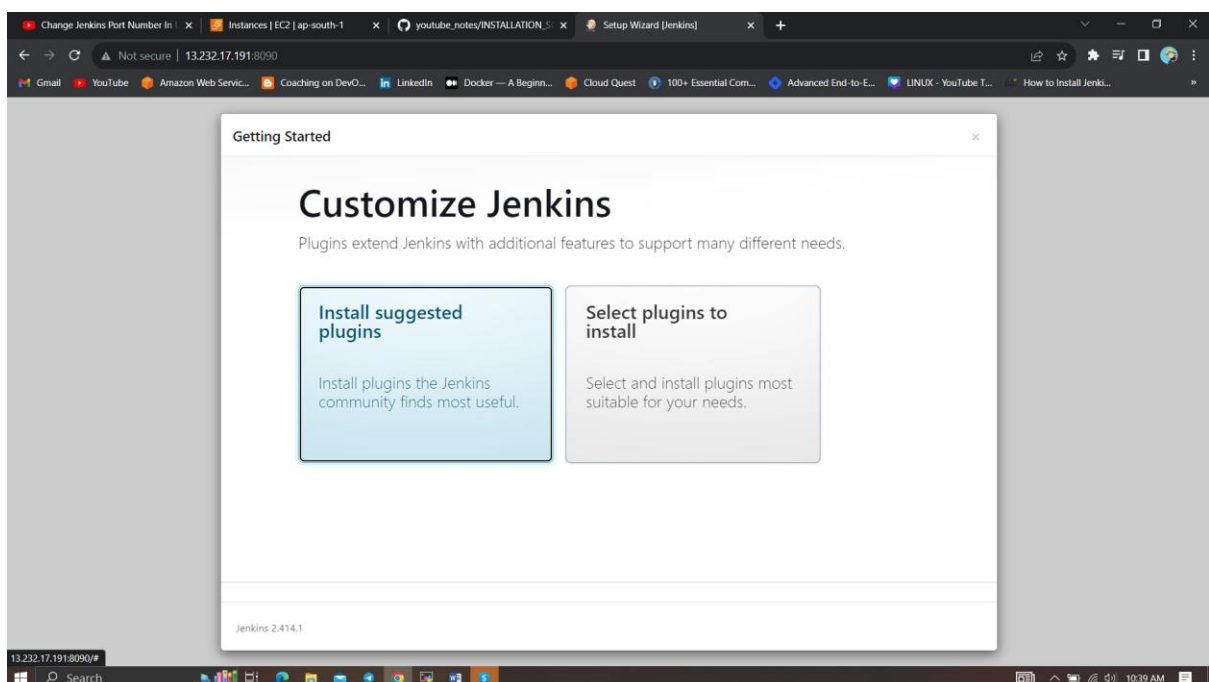 Change Jenkins Port Number In
Instances | EC2 | ap-south-1
youtube_notes/INSTALLATION_S
Setup Wizard [Jenkins]
Not secure | 13.232.17.191:8090
Gmail
YouTube
Amazon Web Servic...
Coaching on DevO...
LinkedIn
Docker — A Beginn...
Cloud Quest
100+ Essential Com...
Advanced End-to-E...
LINUX - YouTube T...
How to Install Jenki...
»
Getting Started
Customize Jenkins
Plugins extend Jenkins with additional features to support many different needs.
Install suggested
plugins
Install plugins the Jenkins
community finds most useful.
Select plugins to
install
Select and install plugins most
suitable for your needs.
Jenkins 2.414.1
13.232.17.191:8090/#
Search
10:39 AM